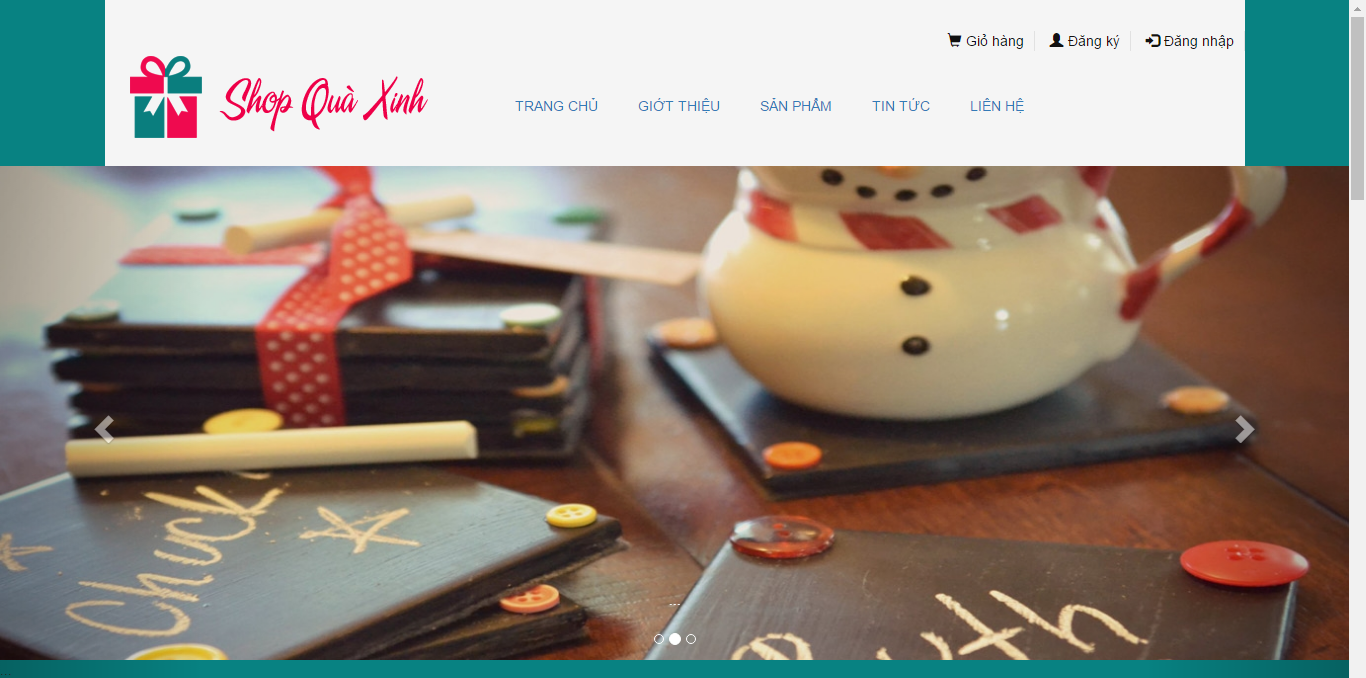 Giỏ hàng Đăng ký Đăng nhập
Shop Quà Xinh
TRANG CHỦ GIỚT THIỆU SẢN PHẨM TIN TỨC LIÊN HỆ
Chuck
...